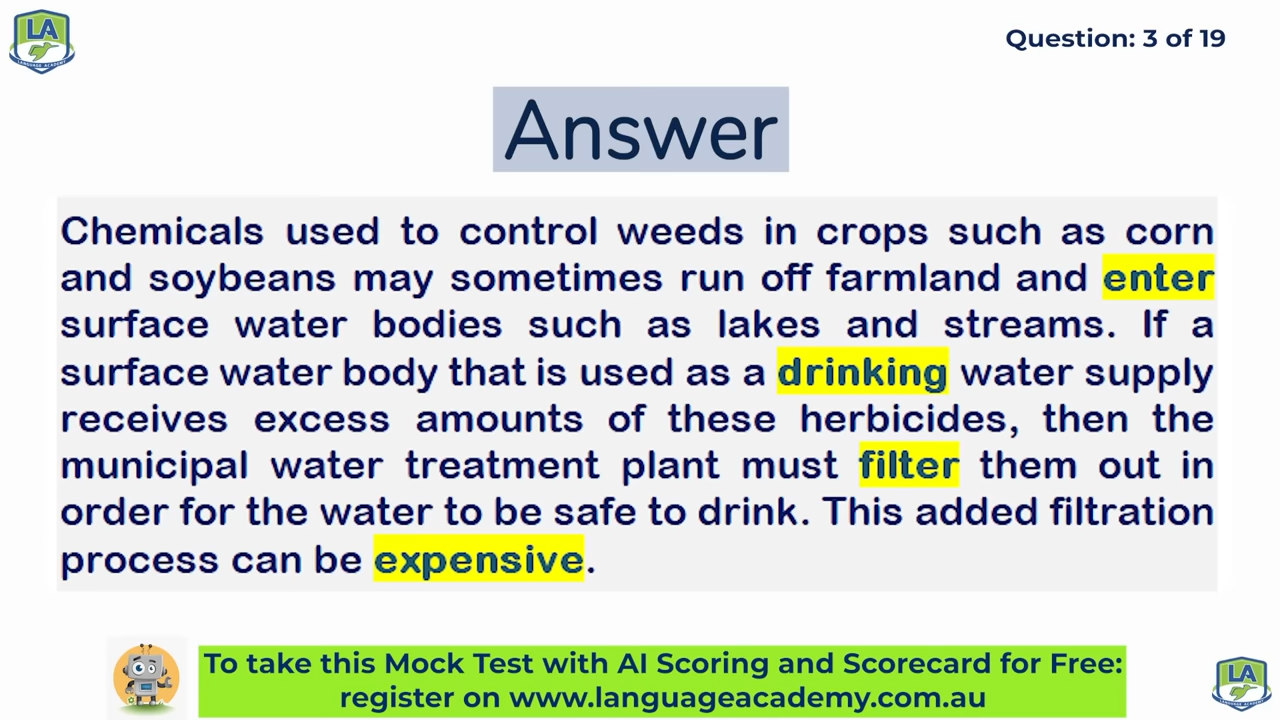 LA
LANGUAGE ACADEMY
Question: 3 of 19
Answer
Chemicals used to control weeds in crops such as corn
and soybeans may sometimes run off farmland and enter
surface water bodies such as lakes and streams. If a
surface water body that is used as a drinking water supply
receives excess amounts of these herbicides, then the
municipal water treatment plant must filter them out in
order for the water to be safe to drink. This added filtration
process can be expensive.
To take this Mock Test with AI Scoring and Scorecard for Free:
register on www.languageacademy.com.au
LA
LANGUAGE ACADEMY